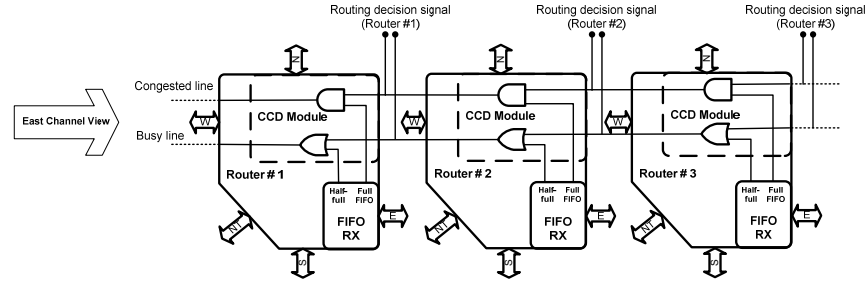 Routing decision signal
(Router #1)
Routing decision signal
(Router #2)
Routing decision signal
(Router #3)
N
N
N
Congested line
CCD Module
CCD Module
CCD Module
East Channel View
W
W
W
Busy line
Router # 1
Router # 2
Router # 3
Half-
full
Full
FIFO
Half-
full
Full
FIFO
Half-
full
Full
FIFO
FIFO
RX
FIFO
RX
FIFO
RX
E
E
E
NT
NT
NT
S
S
S